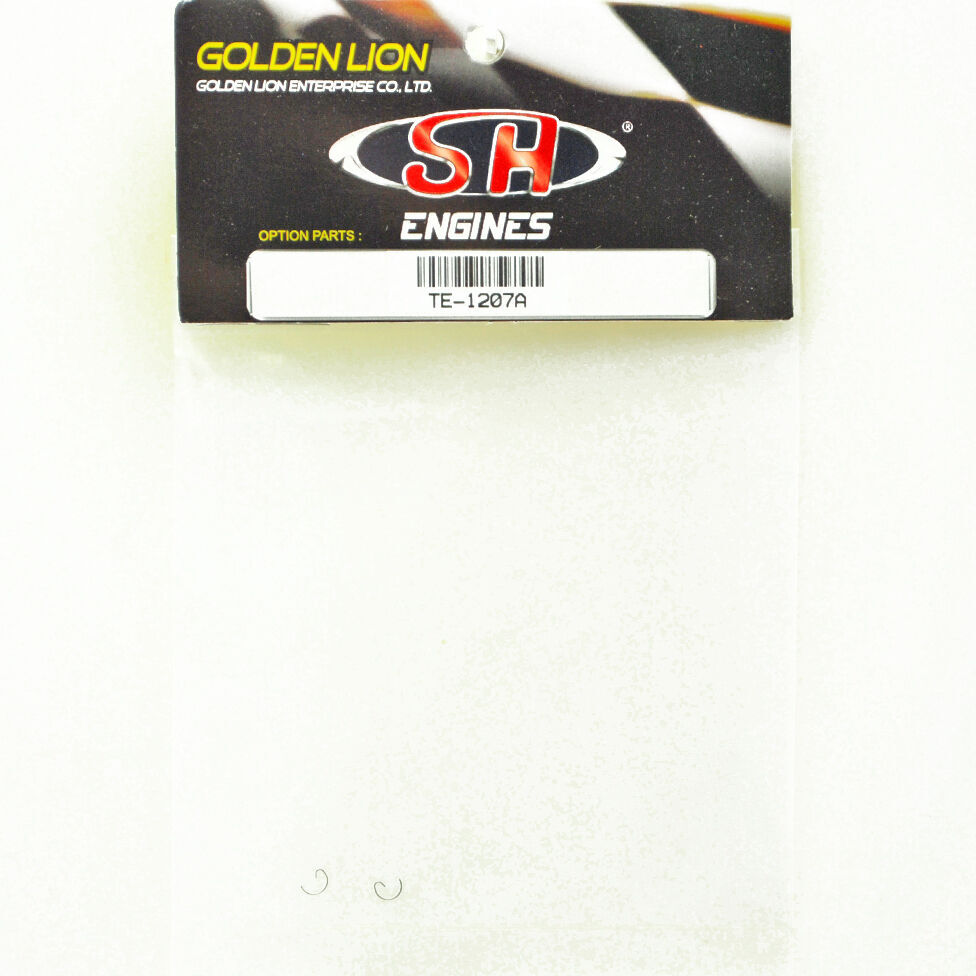 GOLDEN LION
GOLDEN LION ENTERPRISE CO., LTD.
SH
®
ENGINES
OPTION PARTS :
TE-1207A